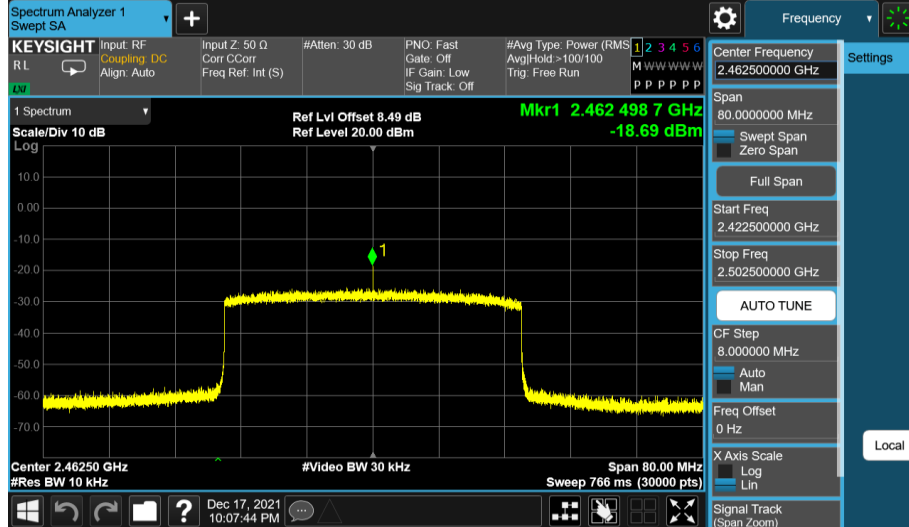 Spectrum Analyzer 1
Swept SA
+
Frequency
KEYSIGHT
RL
LXI
Input: RF
Coupling: DC
Align: Auto
Input Z: 50 Ω
Corr CCorr
Freq Ref: Int (S)
#Atten: 30 dB
PNO: Fast
Gate: Off
IF Gain: Low
Sig Track: Off
#Avg Type: Power (RMS
Avg|Hold:>100/100
Trig: Free Run
1 2 3 4 5 6
M W W W W W
P P P P P P
Center Frequency
2.462500000 GHz
Settings
Span
80.0000000 MHz
Swept Span
Zero Span
Full Span
Start Freq
2.422500000 GHz
Stop Freq
2.502500000 GHz
AUTO TUNE
CF Step
8.000000 MHz
Auto
Man
Freq Offset
0 Hz
X Axis Scale
Log
Lin
Signal Track
(Span Zoom)
Local
1 Spectrum
Scale/Div 10 dB
Log
Ref Lvl Offset 8.49 dB
Ref Level 20.00 dBm
Mkr1 2.462 498 7 GHz
-18.69 dBm
10.0
0.00
-10.0
1
-20.0
-30.0
-40.0
-50.0
-60.0
-70.0
Center 2.46250 GHz
#Video BW 30 kHz
Span 80.00 MHz
#Res BW 10 kHz
Sweep 766 ms (30000 pts)
?
Dec 17, 2021
10:07:44 PM